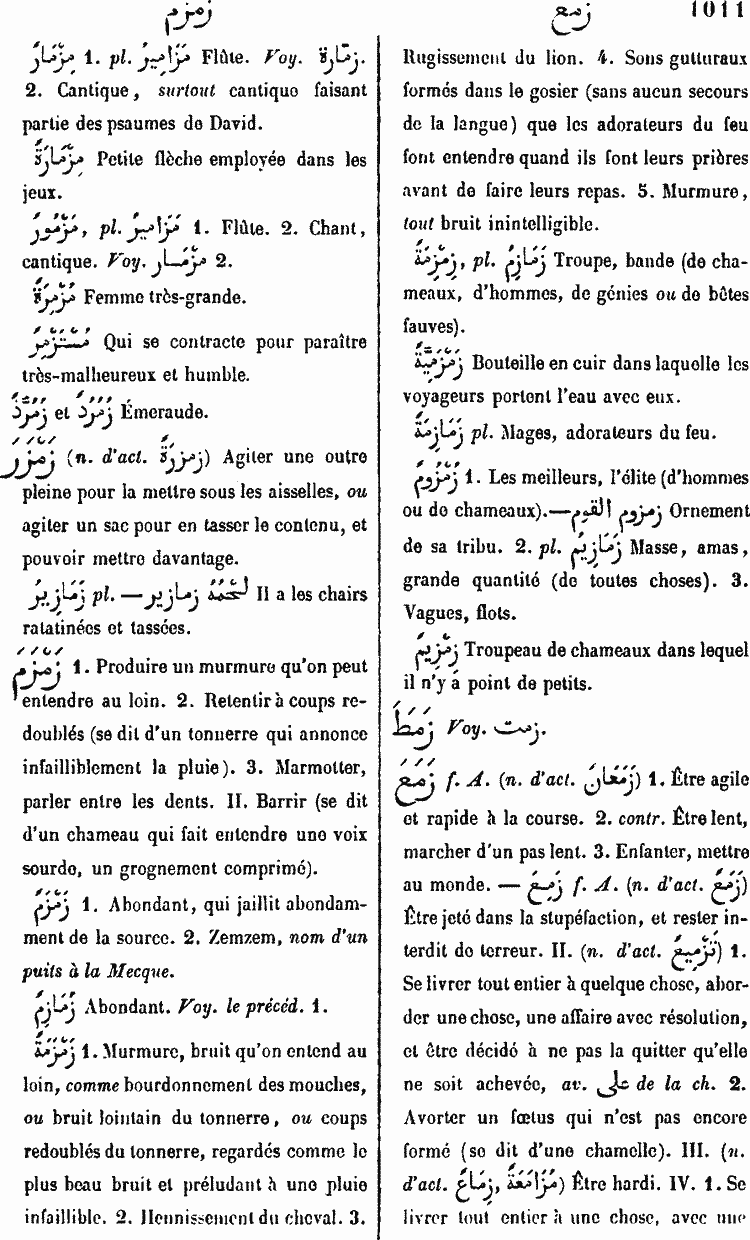 زمزم
زمع
1011
مِزْمَارٌ 1. pl. مَزَامِيرُ Flûte. Voy. زمّارة.
2. Cantique, surtout cantique faisant
partie des psaumes de David.
مِزْمَارَةٌ Petite flèche employée dans les
jeux.
مَزْمُورٌ, pl. مَزَامِيرُ 1. Flûte. 2. Chant,
cantique. Voy. مزْمــار 2.
مُزْمِرَةٌ Femme très-grande.
مُسْتَزْمِرٌ Qui se contracte pour paraître
très-malheureux et humble.
زُمُرُدٌ et زُمُرُّدٌ Émeraude.
زَمْزَرَ (n. d'act. زمزرةٌ) Agiter une outre
pleine pour la mettre sous les aisselles, ou
agiter un sac pour en tasser le contenu, et
pouvoir mettre davantage.
زَمَازِيرُ pl. — لَحْمُهُ زمازير Il a les chairs
ratatinées et tassées.
زَمْزَمَ 1. Produire un murmure qu'on peut
entendre au loin. 2. Retentir à coups re-
doublés (se dit d'un tonnerre qui annonce
infailliblement la pluie). 3. Marmotter,
parler entre les dents. II. Barrir (se dit
d'un chameau qui fait entendre une voix
sourde, un grognement comprimé).
زَمْزَمٌ 1. Abondant, qui jaillit abondam-
ment de la source. 2. Zemzem, nom d'un
puits à la Mecque.
زُمَازِمٌ Abondant. Voy. le précéd. 1.
زَمْزَمَةٌ 1. Murmure, bruit qu'on entend au
loin, comme bourdonnement des mouches,
ou bruit lointain du tonnerre, ou coups
redoublés du tonnerre, regardés comme le
plus beau bruit et préludant à une pluie
infaillible. 2. Hennissement du cheval. 3.
Rugissement du lion. 4. Sons gutturaux
formés dans le gosier (sans aucun secours
de la langue) que les adorateurs du feu
font entendre quand ils font leurs prières
avant de faire leurs repas. 5. Murmure,
tout bruit inintelligible.
زِمْزِمَةٌ, pl. زَمَازِمُ Troupe, bande (de cha-
meaux, d'hommes, de génies ou de bêtes
fauves).
زَمْزَمِيَّةٌ Bouteille en cuir dans laquelle les
voyageurs portent l'eau avec eux.
زَمَازِمَةٌ pl. Mages, adorateurs du feu.
زُمْزُومٌ 1. Les meilleurs, l'élite (d'hommes
ou de chameaux).—زمزوم القوم Ornement
de sa tribu. 2. pl. زَمَازِيمُ Masse, amas,
grande quantité (de toutes choses). 3.
Vagues, flots.
زِمْزِيمٌ Troupeau de chameaux dans lequel
il n'y a point de petits.
زَمَطَ Voy. زمت.
زَمَعَ f. A. (n. d'act. زَمَعَانٌ) 1. Être agile
et rapide à la course. 2. contr. Être lent,
marcher d'un pas lent. 3. Enfanter, mettre
au monde. — زَمِعَ f. A. (n. d'act. زَمَعٌ)
Être jeté dans la stupéfaction, et rester in-
terdit de terreur. II. (n. d'act. تَزْمِيعٌ) 1.
Se livrer tout entier à quelque chose, abor-
der une chose, une affaire avec résolution,
et être décidé à ne pas la quitter qu'elle
ne soit achevée, av. على de la ch. 2.
Avorter un fœtus qui n'est pas encore
formé (se dit d'une chamelle). III. (n.
d'act. مُزَامَعَةٌ, زِمَاعٌ) Être hardi. IV. 1. Se
livrer tout entier à une chose, avec une